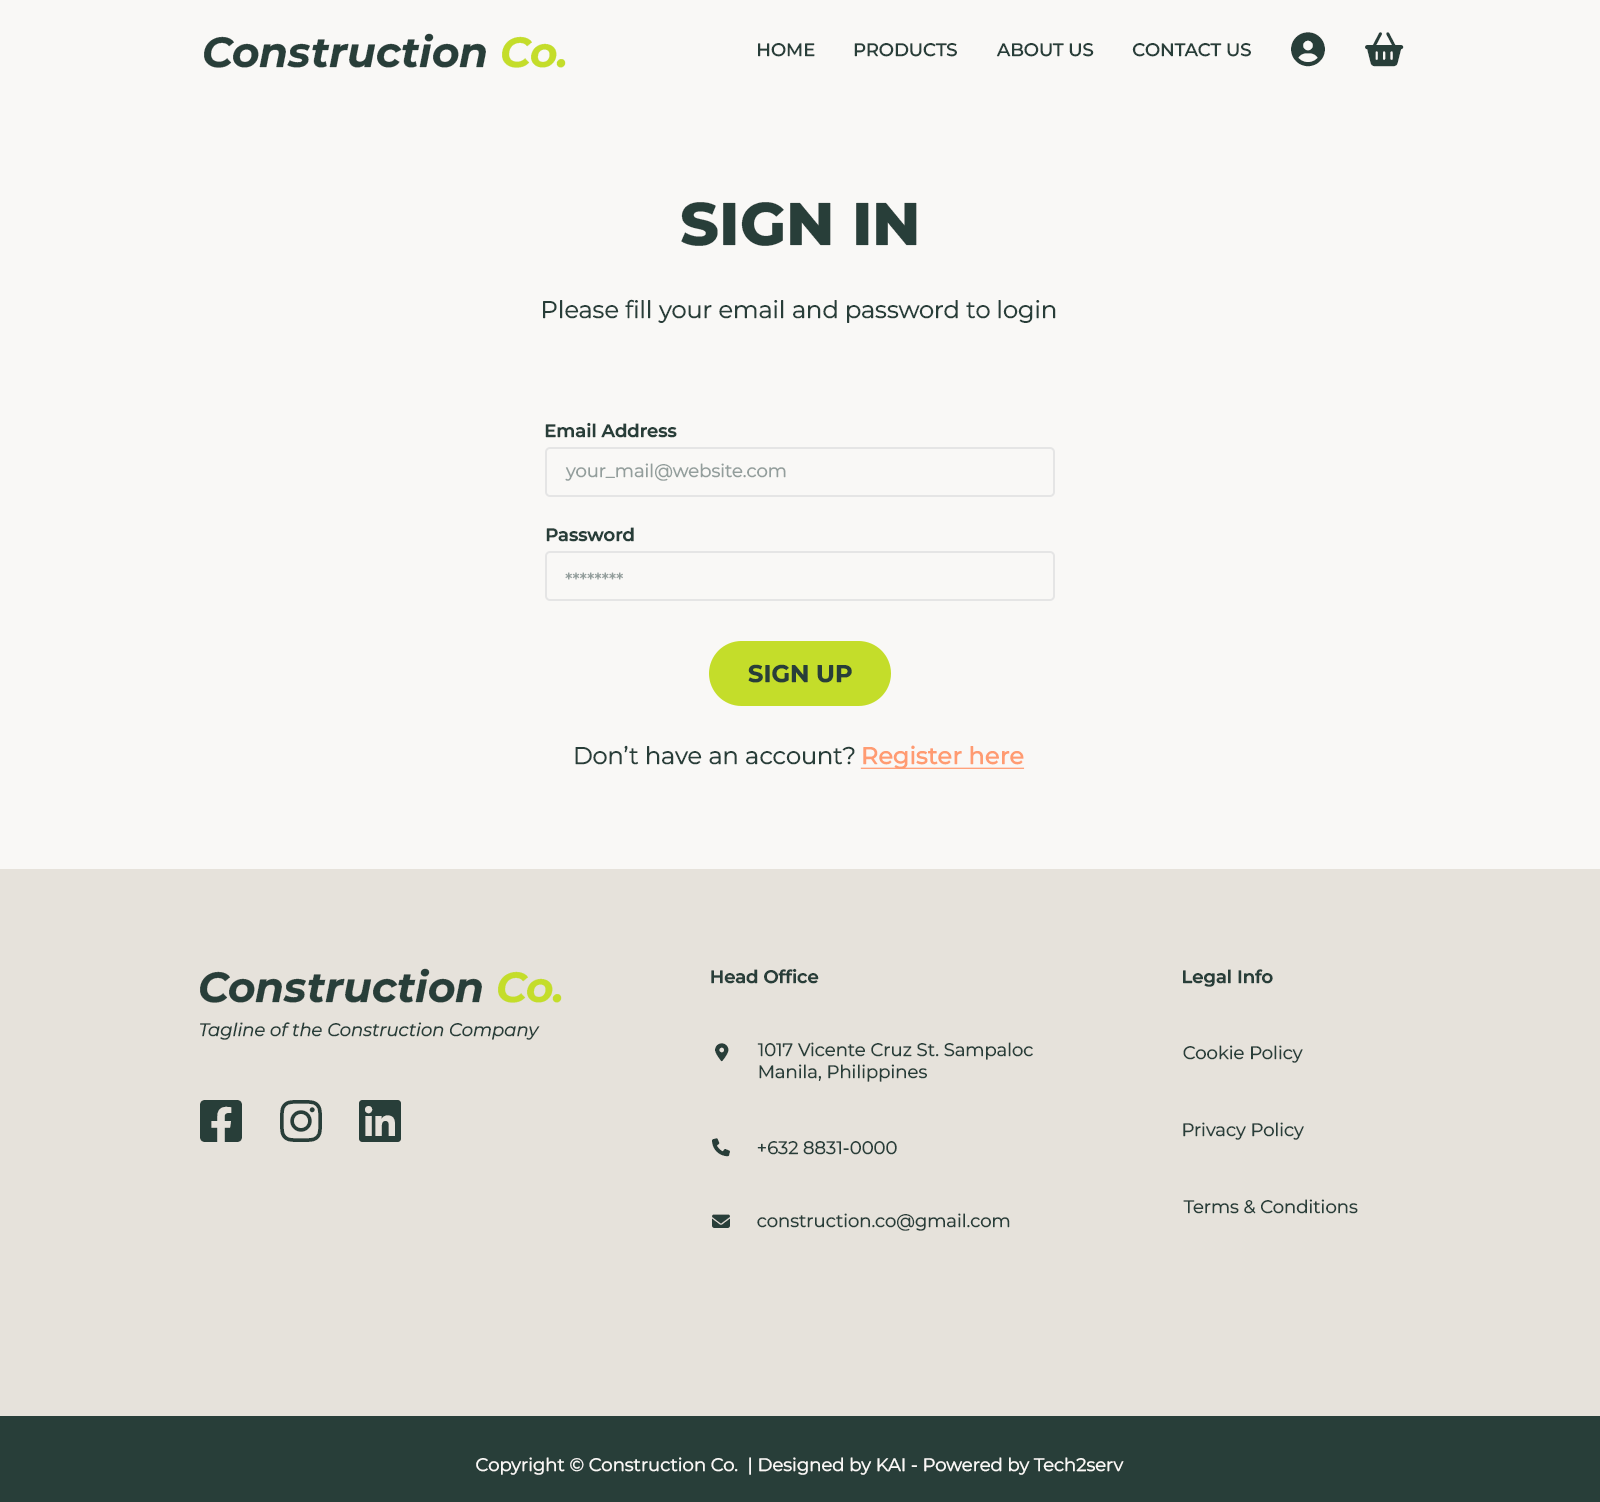 Construction Co.
HOME PRODUCTS ABOUT US CONTACT US
SIGN IN
Please fill your email and password to login
Email Address
your_mail@website.com
Password
********
SIGN UP
Don’t have an account? Register here
Construction Co.
Tagline of the Construction Company
Head Office
1017 Vicente Cruz St. Sampaloc
Manila, Philippines
+632 8831-0000
construction.co@gmail.com
Legal Info
Cookie Policy
Privacy Policy
Terms & Conditions
Copyright © Construction Co. | Designed by KAI - Powered by Tech2serv